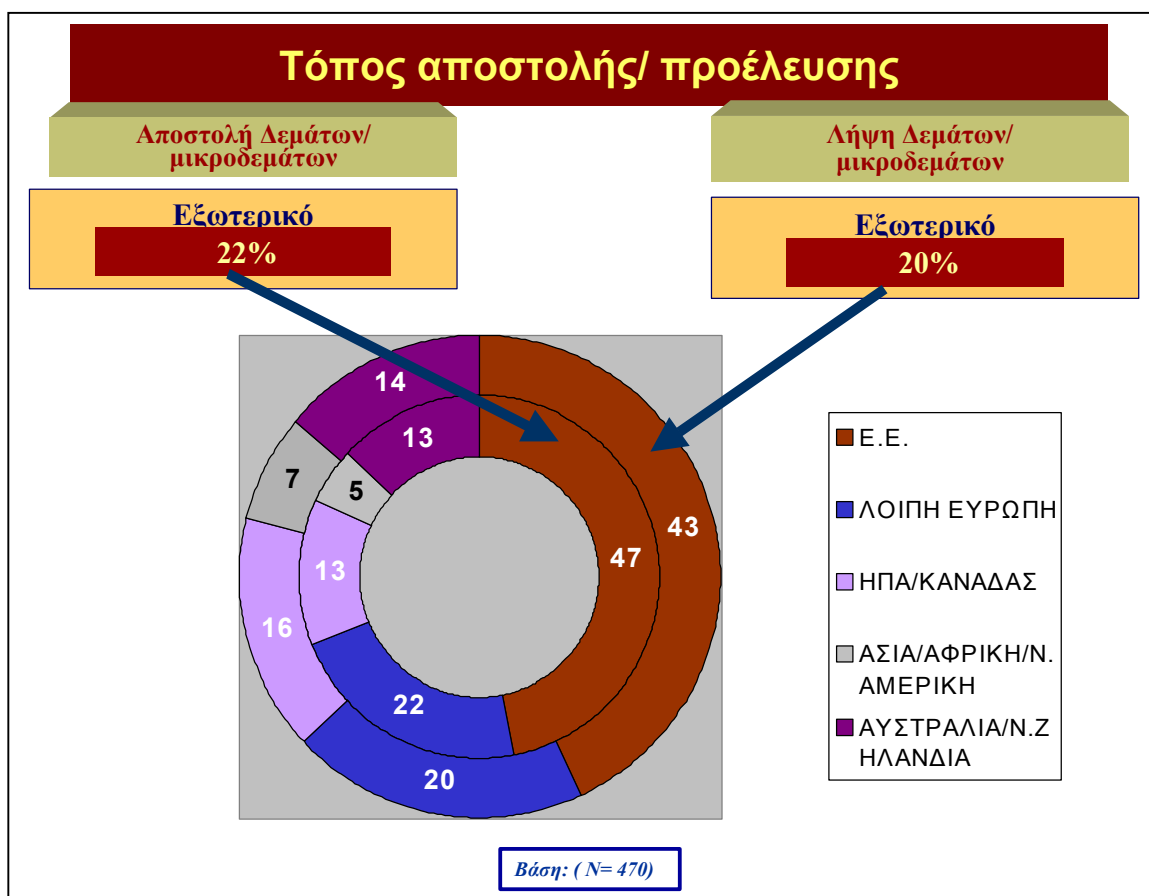 Τόπος αποστολής/ προέλευσης
Αποστολή Δεμάτων/
μικροδεμάτων
Λήψη Δεμάτων/
μικροδεμάτων
Εξωτερικό
22%
Εξωτερικό
20%
14
13
7
5
43
47
13
16
22
20
Ε.Ε.
ΛΟΙΠΗ ΕΥΡΩΠΗ
ΗΠΑ/ΚΑΝΑΔΑΣ
ΑΣΙΑ/ΑΦΡΙΚΗ/Ν.
ΑΜΕΡΙΚΗ
ΑΥΣΤΡΑΛΙΑ/Ν.Ζ
ΗΛΑΝΔΙΑ
Βάση: ( Ν= 470)